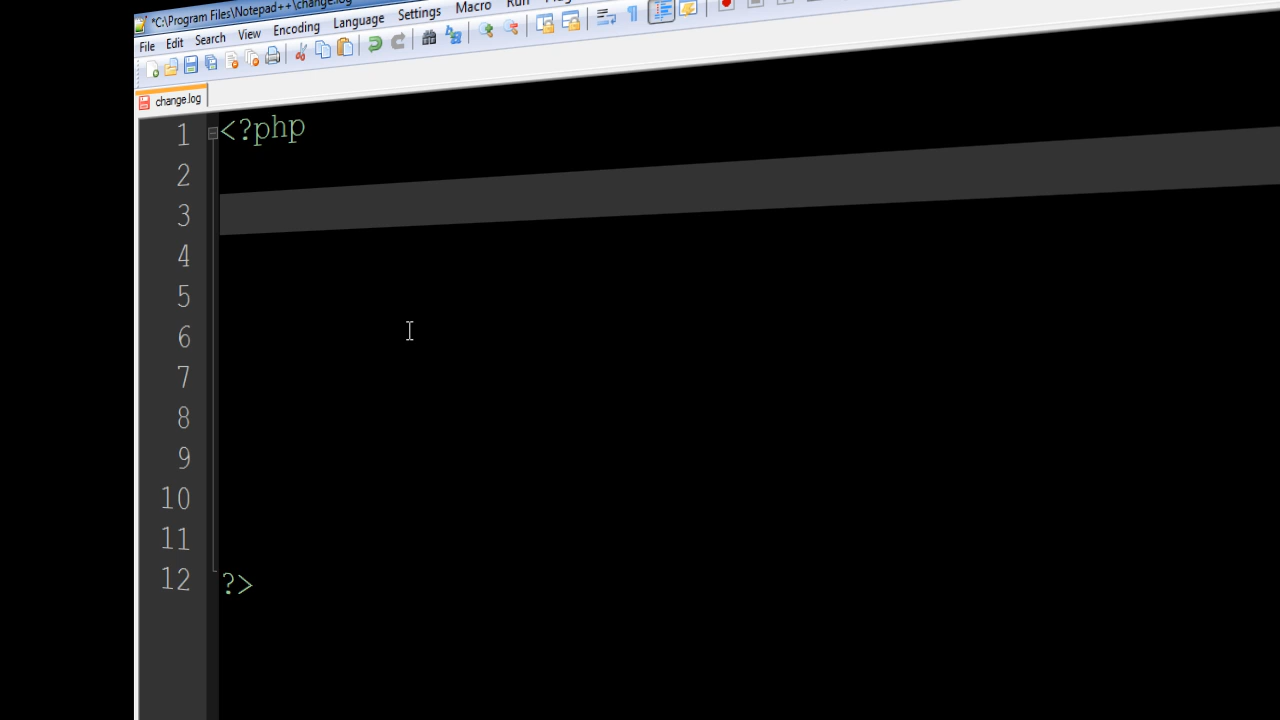 *C:\Program Files\Notepad++\change.log
File Edit Search View Encoding Language Settings Macro Run
change.log
1 <?php
2
3
4
5
6
7
8
9
10
11
12 ?>